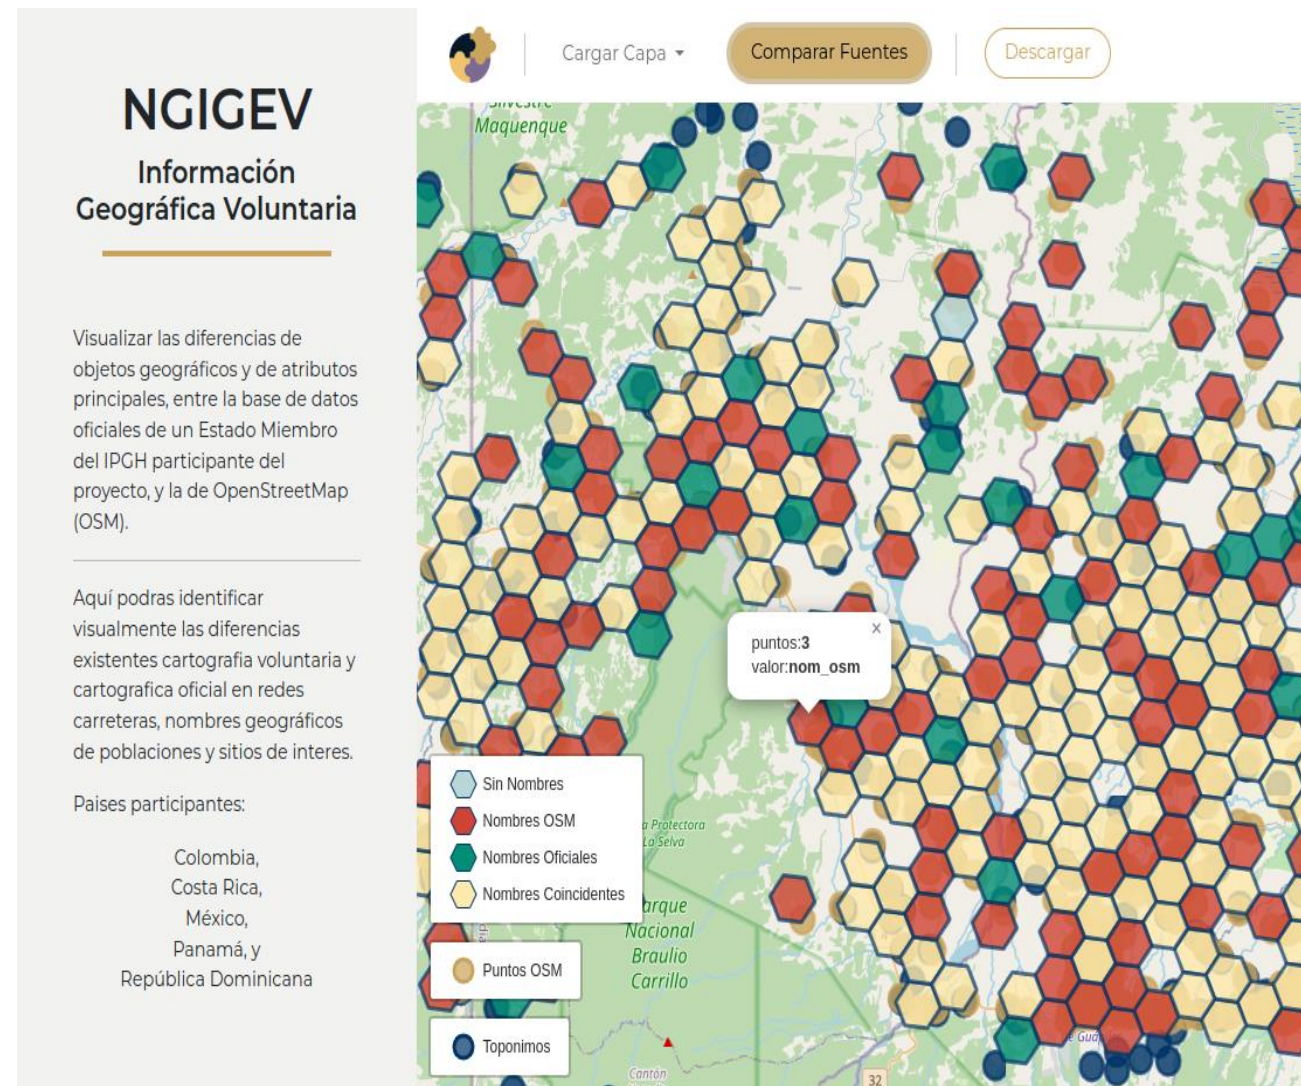 NGIGEV
Información
Geográfica Voluntaria
Visualizar las diferencias de
objetos geográficos y de atributos
principales, entre la base de datos
oficiales de un Estado Miembro
del IPGH participante del
proyecto, y la de OpenStreetMap
(OSM).
Aquí podras identificar
visualmente las diferencias
existentes cartografia voluntaria y
cartografica oficial en redes
carreteras, nombres geográficos
de poblaciones y sitios de interes.
Paises participantes:
Colombia,
Costa Rica,
México,
Panamá, y
República Dominicana
Cargar Capa
Comparar Fuentes
Descargar
Silvestre
Maquenque
x
puntos:3
valor:nom_osm
Sin Nombres
Nombres OSM
Nombres Oficiales
Nombres Coincidentes
Puntos OSM
Toponimos
a Protectora
La Selva
arque
Nacional
Braulio
Carrillo
Cantón
32